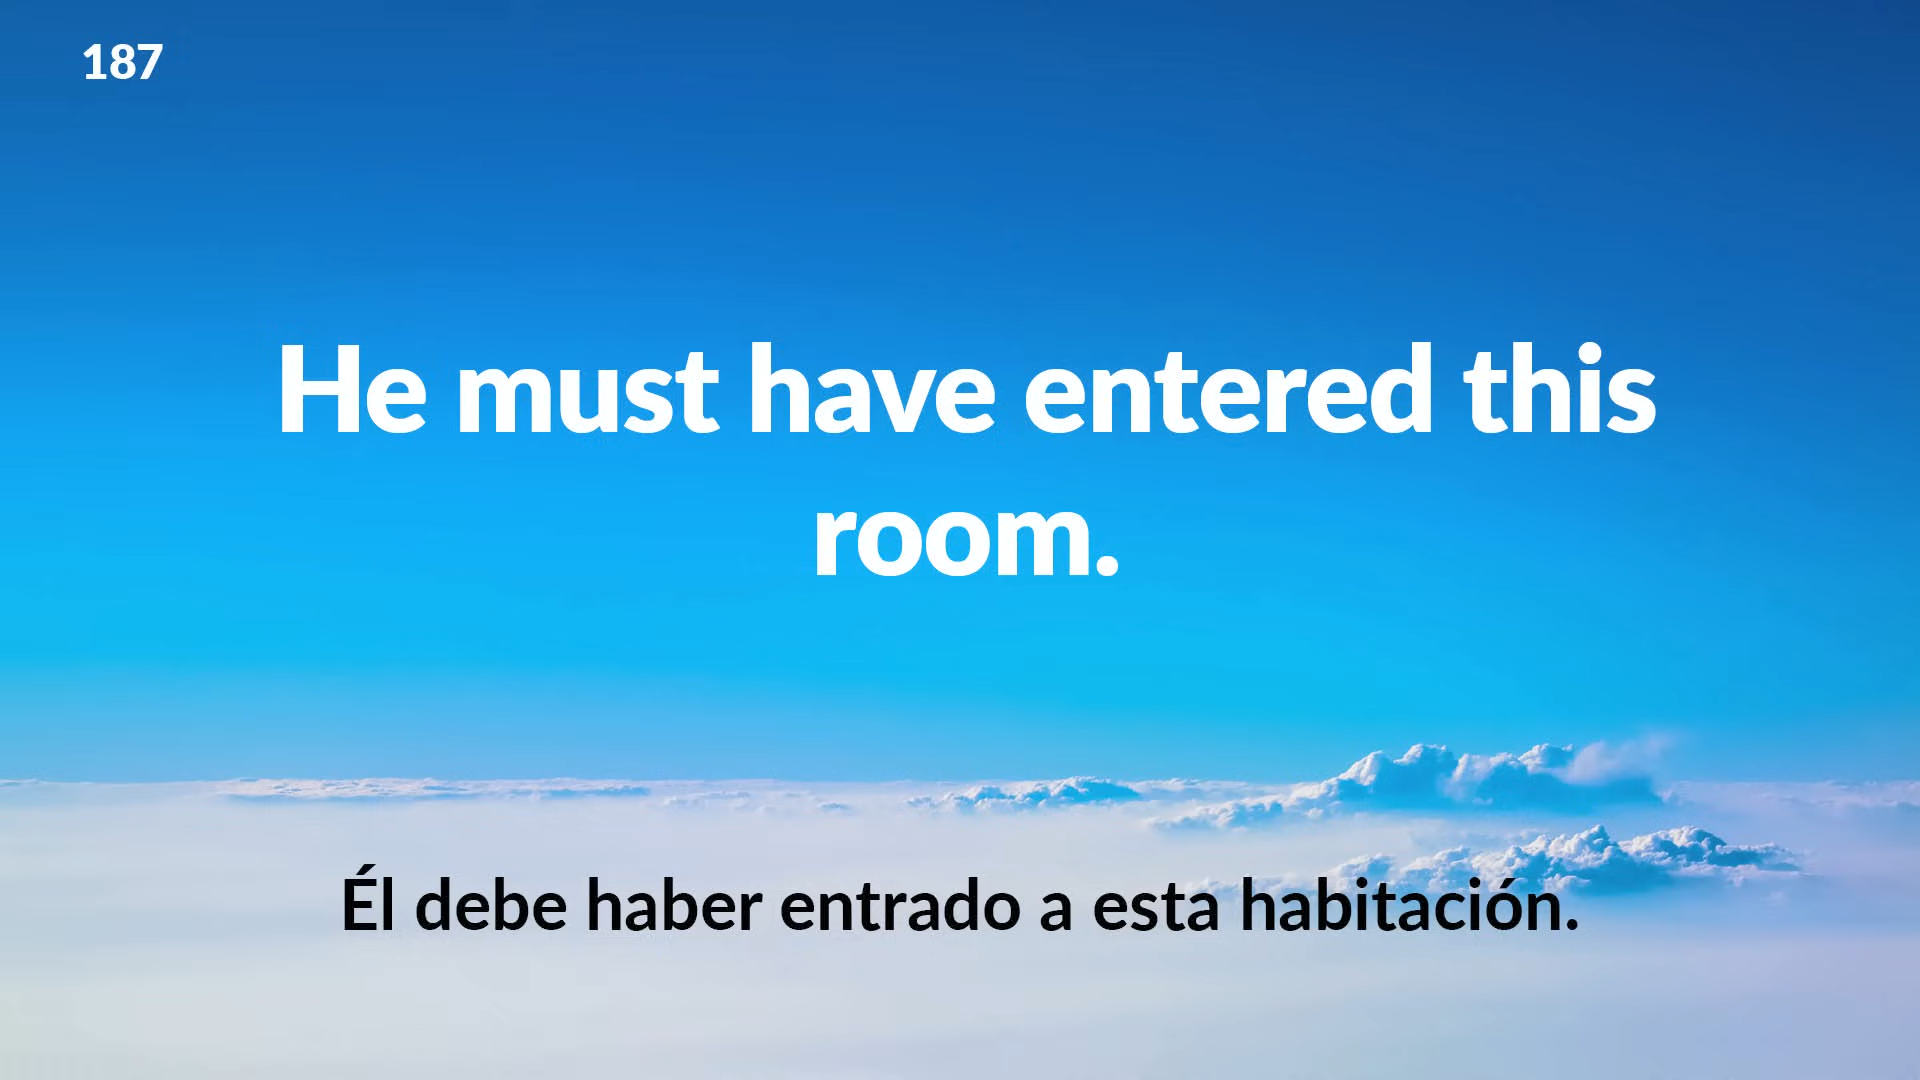 187
He must have entered this
room.
Él debe haber entrado a esta habitación.